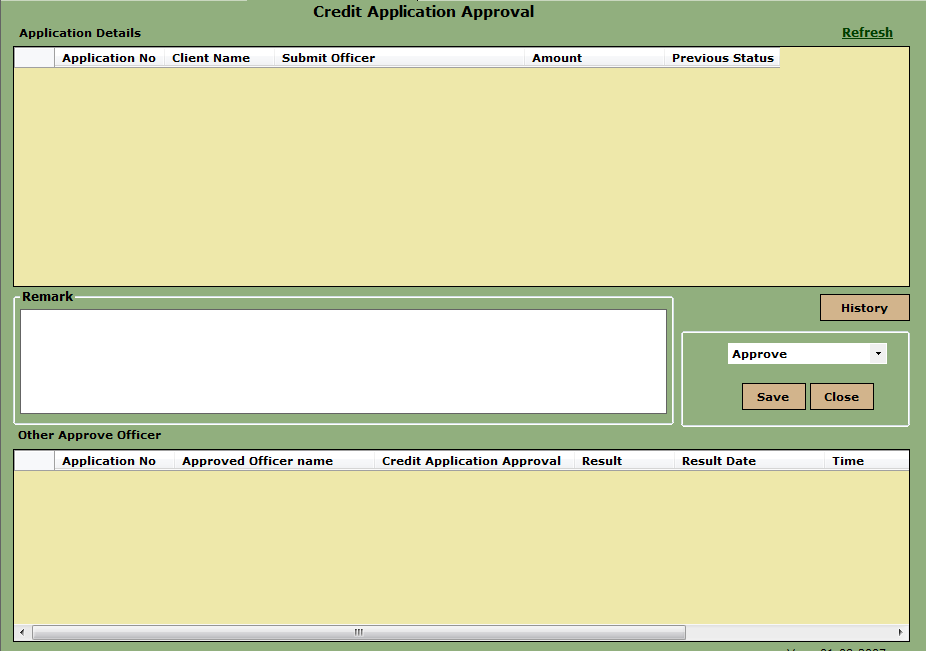 Credit Application Approval
Application Details
Refresh
Application No Client Name Submit Officer Amount Previous Status
Remark
History
Approve
Save Close
Other Approve Officer
Application No Approved Officer name Credit Application Approval Result Result Date Time